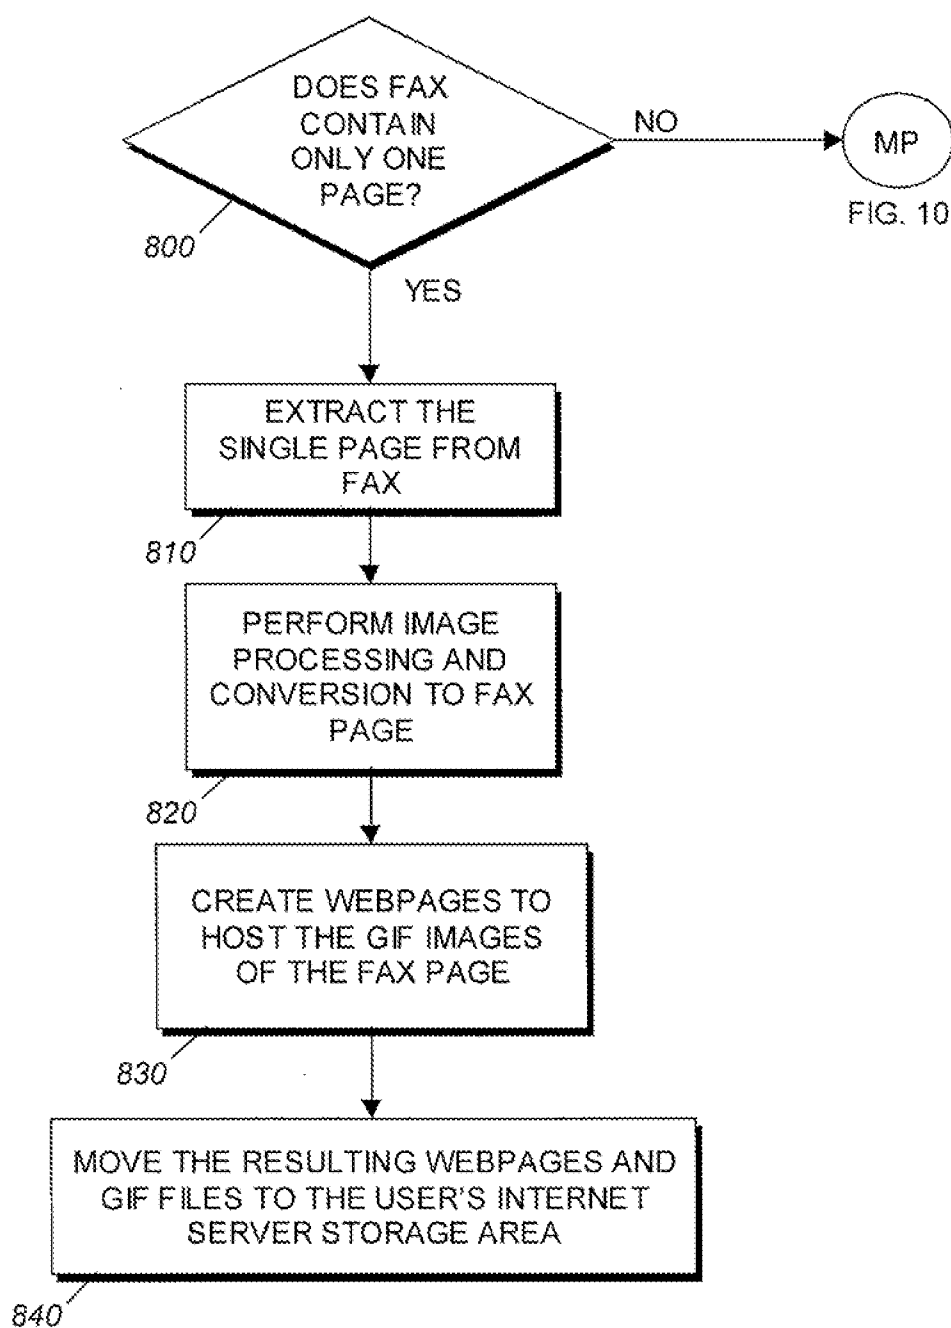 DOES FAX
CONTAIN
ONLY ONE
PAGE?
NO
MP
FIG. 10
800
YES
EXTRACT THE
SINGLE PAGE FROM
FAX
810
PERFORM IMAGE
PROCESSING AND
CONVERSION TO FAX
PAGE
820
CREATE WEBPAGES TO
HOST THE GIF IMAGES
OF THE FAX PAGE
830
MOVE THE RESULTING WEBPAGES AND
GIF FILES TO THE USER'S INTERNET
SERVER STORAGE AREA
840